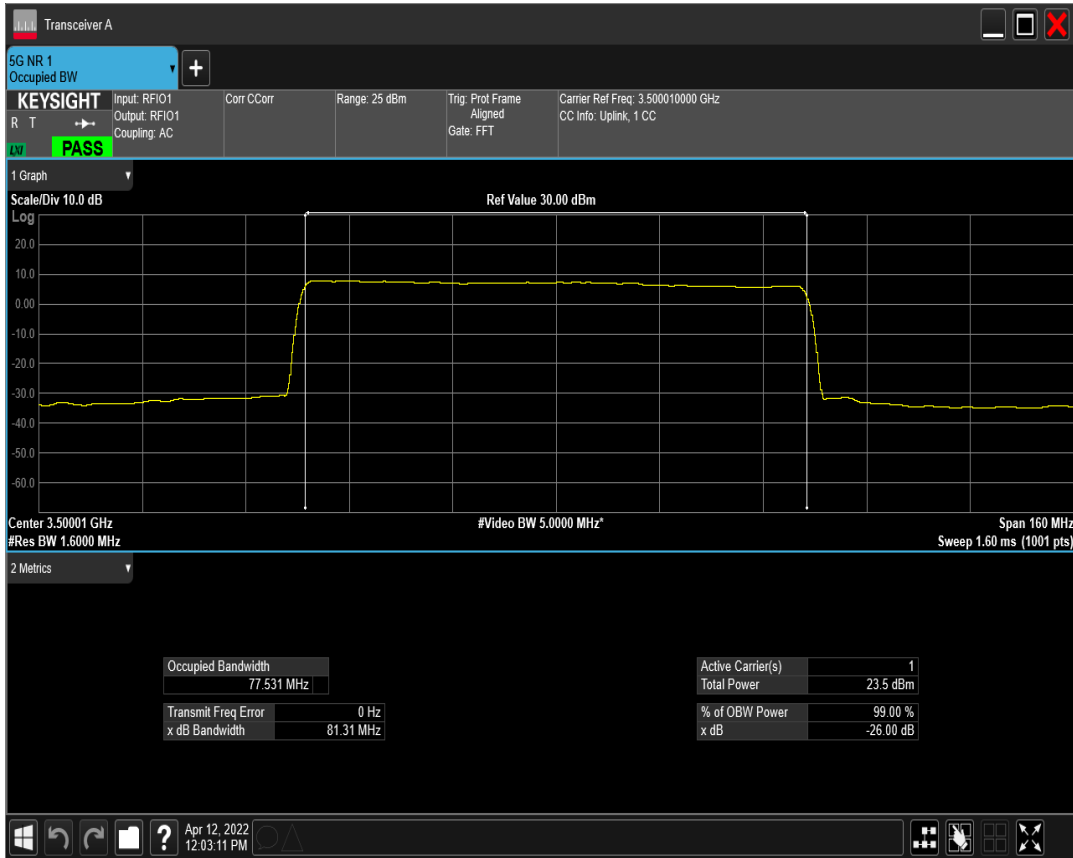 Transceiver A
5G NR 1
Occupied BW
KEYSIGHT
R T
LXI
PASS
Input: RFIO1
Output: RFIO1
Coupling: AC
Corr CCorr
Range: 25 dBm
Trig: Prot Frame
Aligned
Gate: FFT
Carrier Ref Freq: 3.500010000 GHz
CC Info: Uplink, 1 CC
1 Graph
Scale/Div 10.0 dB
Ref Value 30.00 dBm
Log
20.0
10.0
0.00
-10.0
-20.0
-30.0
-40.0
-50.0
-60.0
Center 3.50001 GHz
#Video BW 5.0000 MHz*
Span 160 MHz
#Res BW 1.6000 MHz
Sweep 1.60 ms (1001 pts)
2 Metrics
Occupied Bandwidth
77.531 MHz
Transmit Freq Error 0 Hz
x dB Bandwidth 81.31 MHz
Active Carrier(s) 1
Total Power 23.5 dBm
% of OBW Power 99.00 %
x dB -26.00 dB
?
Apr 12, 2022
12:03:11 PM